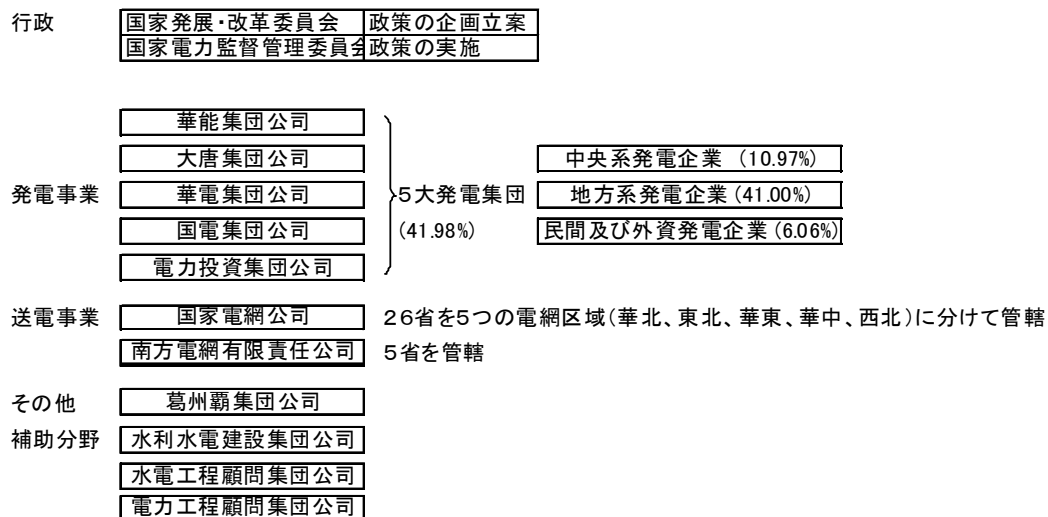 行政 国家発展・改革委員会 政策の企画立案
国家電力監督管理委員会 政策の実施
華能集団公司
大唐集団公司 中央系発電企業 (10.97%)
発電事業 華電集団公司 5大発電集団 地方系発電企業(41.00%)
国電集団公司 (41.98%) 民間及び外資発電企業(6.06%)
電力投資集団公司
送電事業 国家電網公司 26省を5つの電網区域(華北、東北、華東、華中、西北)に分けて管轄
南方電網有限責任公司 5省を管轄
その他 葛州覇集団公司
補助分野 水利水電建設集団公司
水電工程顧問集団公司
電力工程顧問集団公司